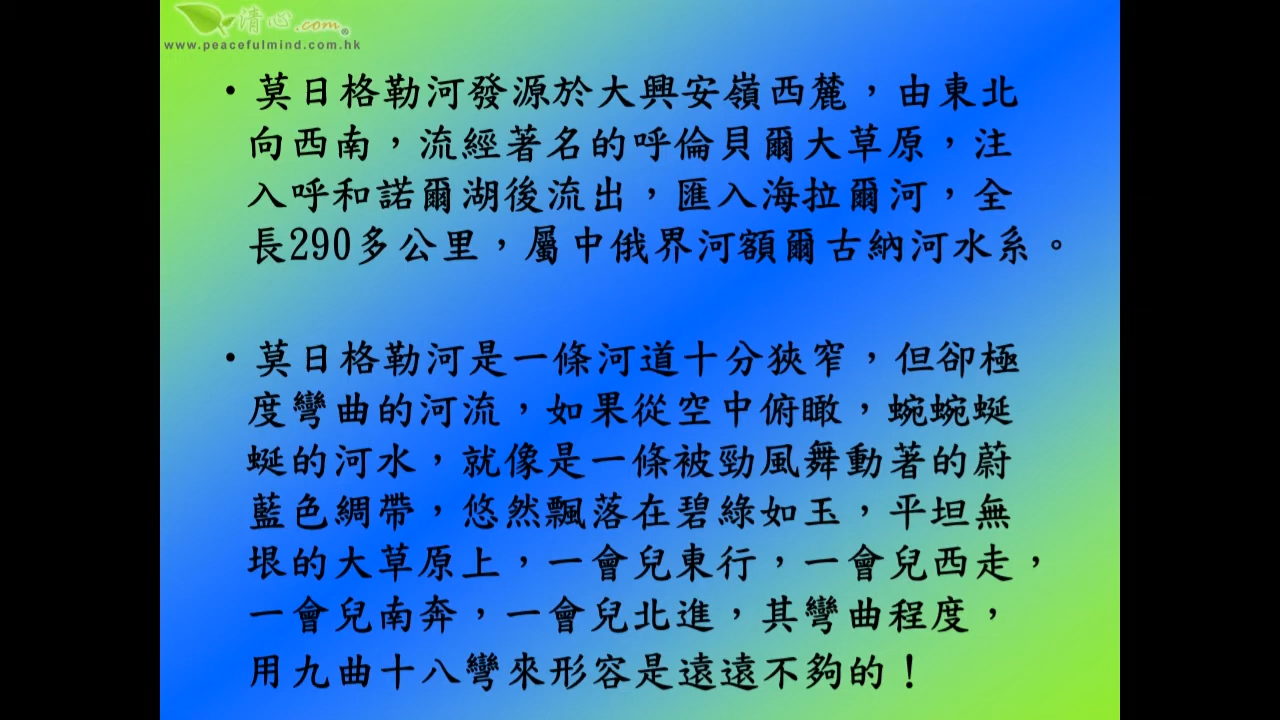 清心.com
www.peacefulmind.com.hk
•莫日格勒河發源於大興安嶺西麓，由東北
向西南，流經著名的呼倫貝爾大草原，注
入呼和諾爾湖後流出，匯入海拉爾河，全
長290多公里，屬中俄界河額爾古納河水系。
•莫日格勒河是一條河道十分狹窄，但卻極
度彎曲的河流，如果從空中俯瞰，蜿蜿蜒
蜒的河水，就像是一條被勁風舞動著的蔚
藍色綢帶，悠然飄落在碧綠如玉，平坦無
垠的大草原上，一會兒東行，一會兒西走，
一會兒南奔，一會兒北進，其彎曲程度，
用九曲十八彎來形容是遠遠不夠的！